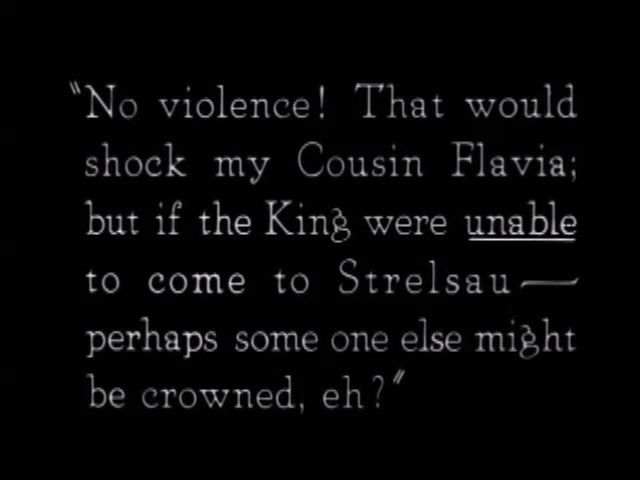 "No violence! That would
shock my Cousin Flavia;
but if the King were unable
to come to Strelsau—
perhaps some one else might
be crowned, eh?"